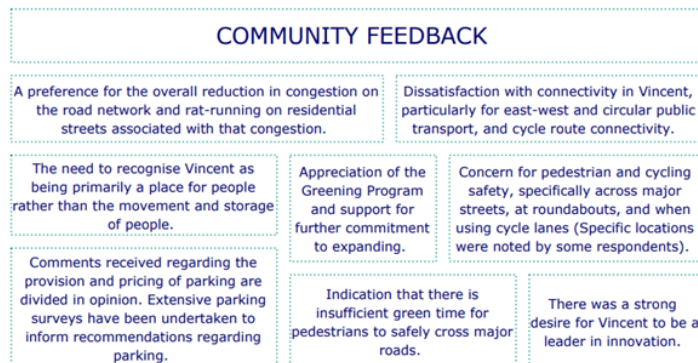 COMMUNITY FEEDBACK
A preference for the overall reduction in congestion on
the road network and rat-running on residential
streets associated with that congestion.
Dissatisfaction with connectivity in Vincent,
particularly for east-west and circular public
transport, and cycle route connectivity.
The need to recognise Vincent as
being primarily a place for people
rather than the movement and storage
of people.
Appreciation of the
Greening Program
and support for
further commitment
to expanding.
Concern for pedestrian and cycling
safety, specifically across major
streets, at roundabouts, and when
using cycle lanes (Specific locations
were noted by some respondents).
Comments received regarding the
provision and pricing of parking are
divided in opinion. Extensive parking
surveys have been undertaken to
inform recommendations regarding
parking.
Indication that there is
insufficient green time for
pedestrians to safely cross major
roads.
There was a strong
desire for Vincent to be a
leader in innovation.